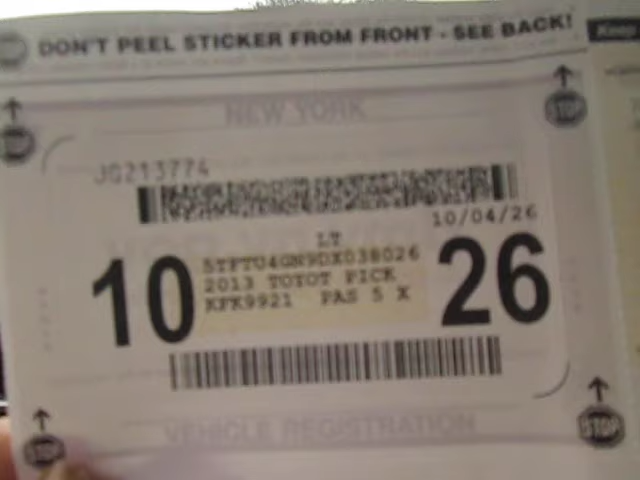 DON'T PEEL STICKER FROM FRONT - SEE BACK!
STOP
STOP
NEW YORK
JG213774
10/04/26
LT
10
5TFTU4GN9DX038026
2013 TOYOT PICK
KFK9921 PAS 5 X
26
VEHICLE REGISTRATION
STOP
STOP